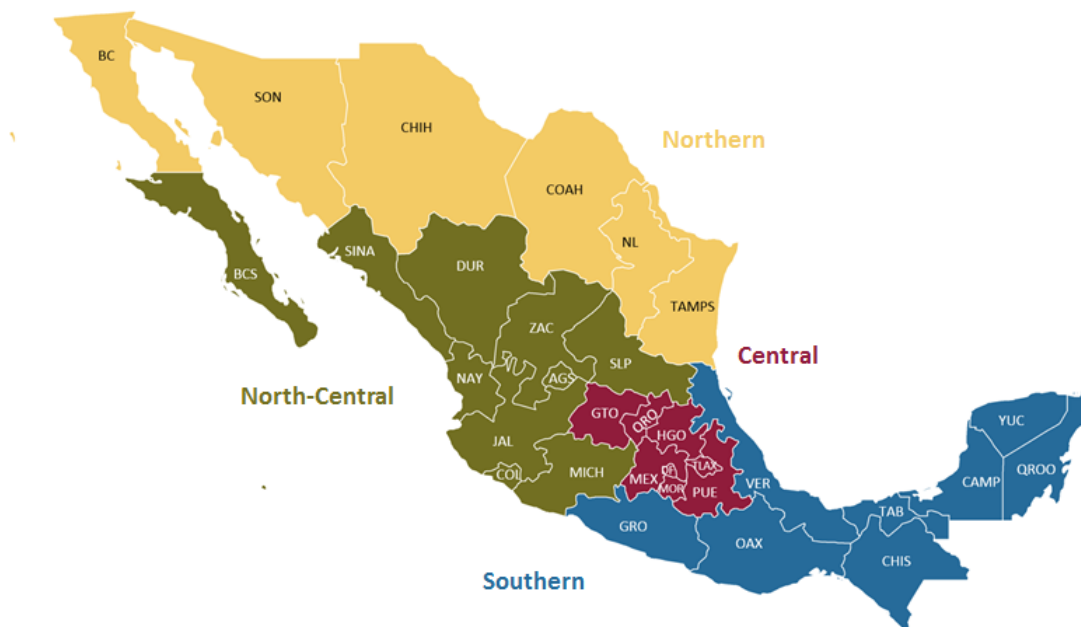 BC
SON
CHIH
Northern
COAH
NL
SINA
DUR
BCS
TAMPS
ZAC
Central
SLP
NAY
AGS
North-Central
GTO
QRO
YUC
HGO
JAL
TLAX
QROO
DF
MICH
COL
MEX
MOR
PUE
VER
CAMP
TAB
GRO
OAX
CHIS
Southern